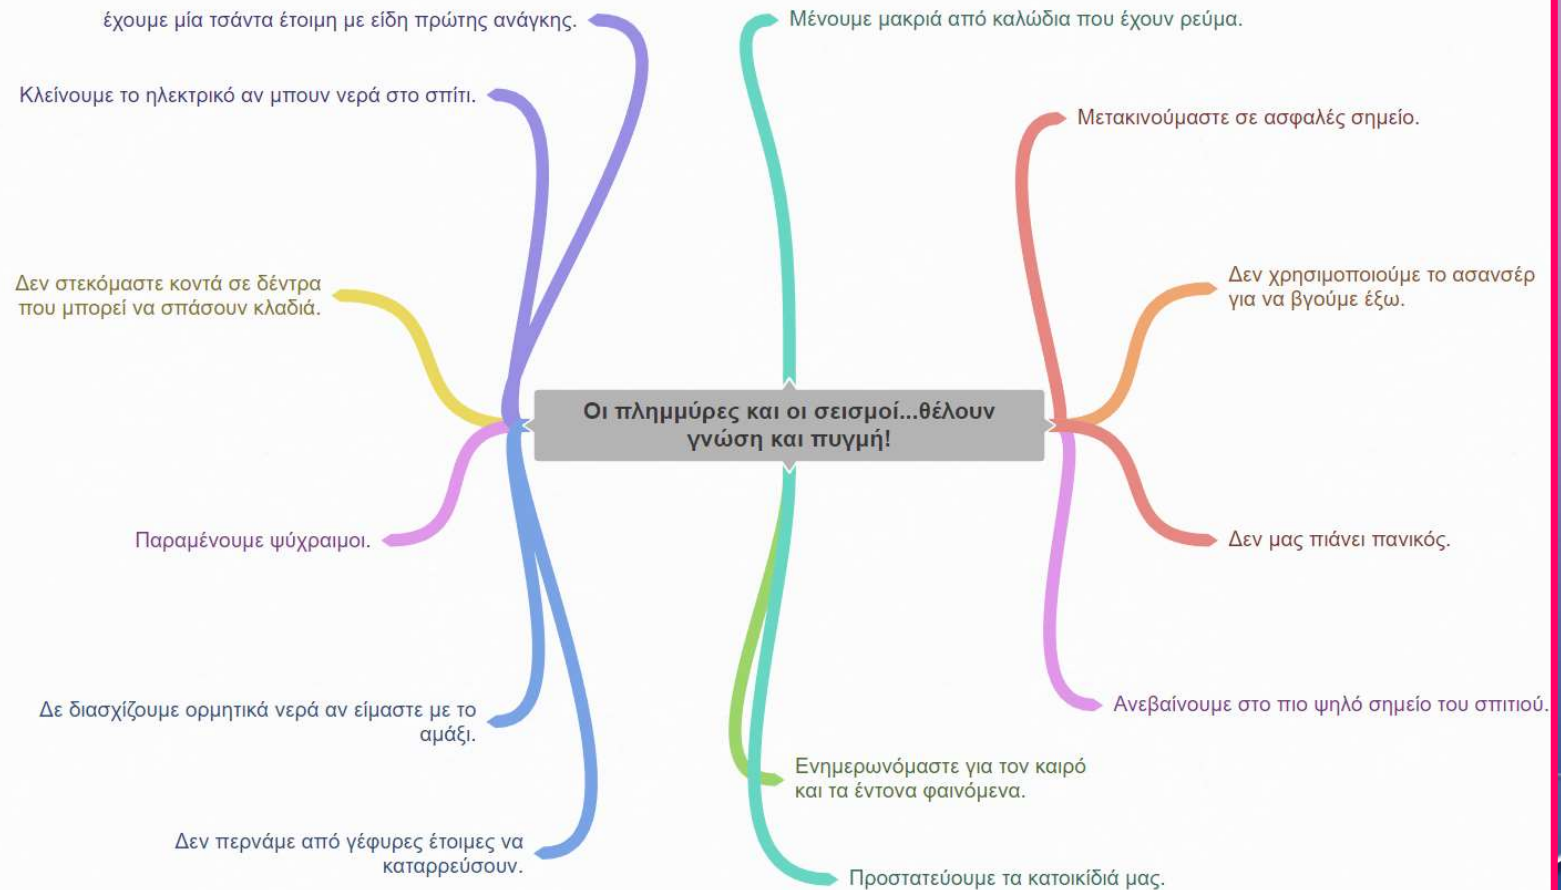 έχουμε μία τσάντα έτοιμη με είδη πρώτης ανάγκης.
Μένουμε μακριά από καλώδια που έχουν ρεύμα.
Κλείνουμε το ηλεκτρικό αν μπουν νερά στο σπίτι.
Μετακινούμαστε σε ασφαλές σημείο.
Δεν στεκόμαστε κοντά σε δέντρα
που μπορεί να σπάσουν κλαδιά.
Δεν χρησιμοποιούμε το ασανσέρ
για να βγούμε έξω.
Οι πλημμύρες και οι σεισμοί...θέλουν
γνώση και πυγμή!
Παραμένουμε ψύχραιμοι.
Δεν μας πιάνει πανικός.
Δε διασχίζουμε ορμητικά νερά αν είμαστε με το
αμάξι.
Ανεβαίνουμε στο πιο ψηλό σημείο του σπιτιού.
Ενημερωνόμαστε για τον καιρό
και τα έντονα φαινόμενα.
Δεν περνάμε από γέφυρες έτοιμες να
καταρρεύσουν.
Προστατεύουμε τα κατοικίδιά μας.